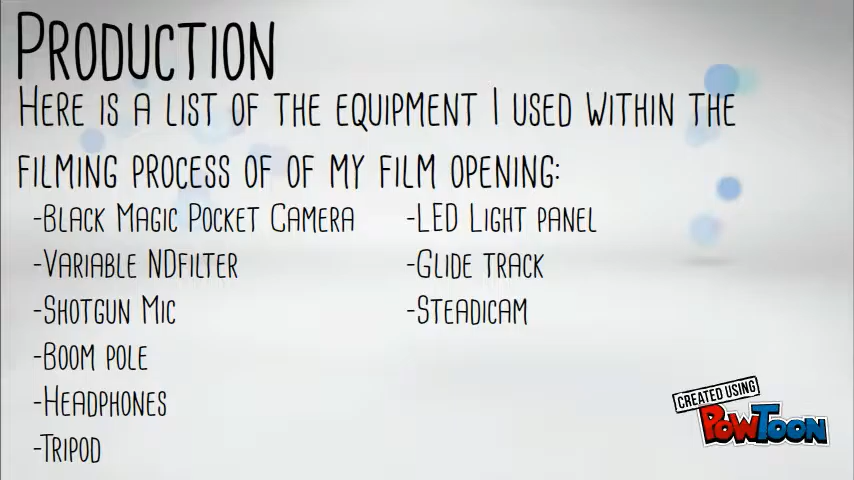 Production
Here is a list of the equipment I used within the
filming process of of my film opening:
-Black Magic Pocket Camera
-Variable NDfilter
-Shotgun Mic
-Boom pole
-Headphones
-Tripod
-LED Light panel
-Glide track
-Steadicam
CREATED USING
PowToon